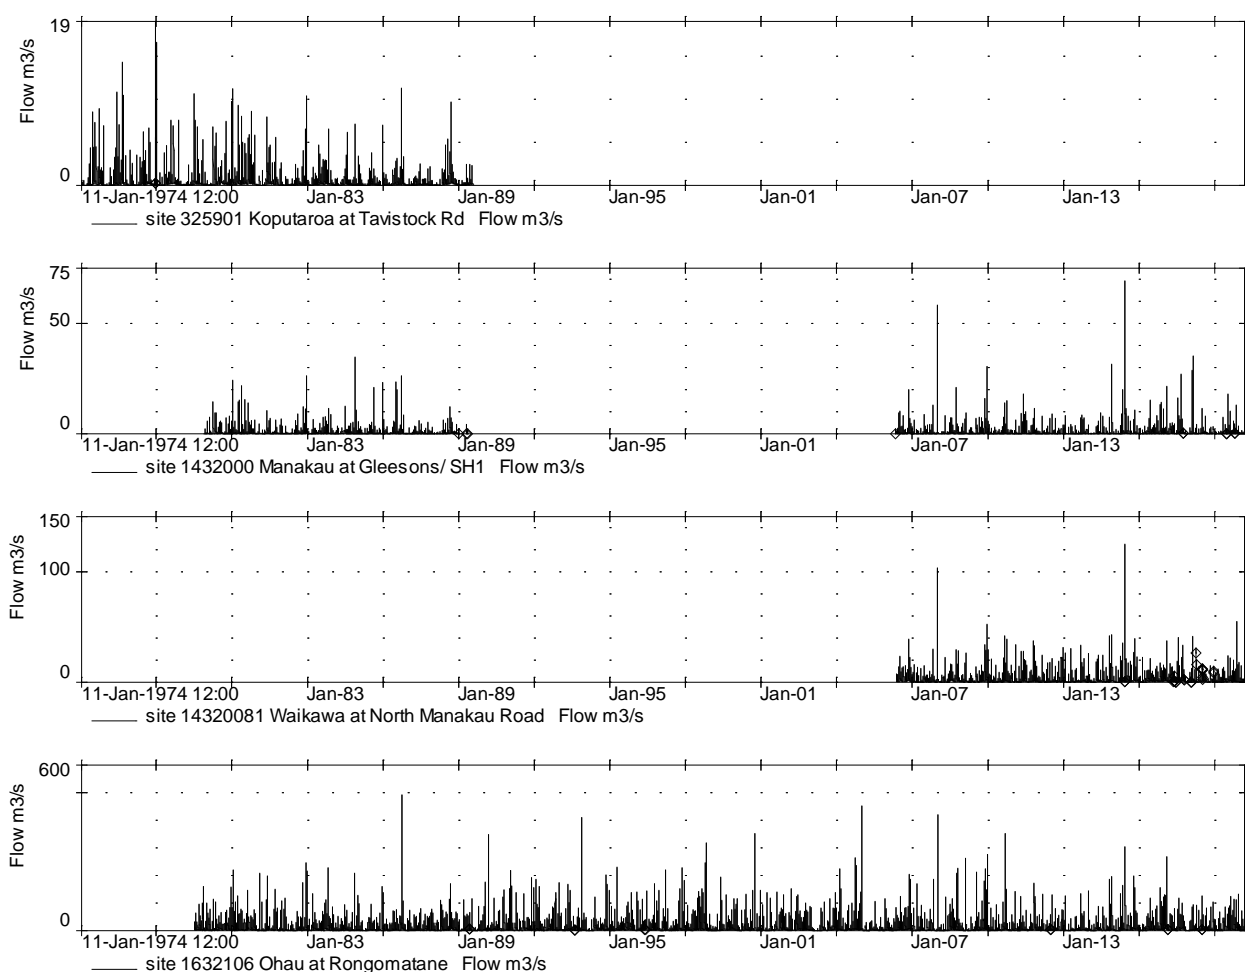 19
Flow m3/s
0
11-Jan-1974 12:00 Jan-83 Jan-89 Jan-95 Jan-01 Jan-07 Jan-13
site 325901 Koputaroa at Tavistock Rd Flow m3/s
75
Flow m3/s
50
0
11-Jan-1974 12:00 Jan-83 Jan-89 Jan-95 Jan-01 Jan-07 Jan-13
site 1432000 Manakau at Gleesons/ SH1 Flow m3/s
150
Flow m3/s
100
0
11-Jan-1974 12:00 Jan-83 Jan-89 Jan-95 Jan-01 Jan-07 Jan-13
site 14320081 Waikawa at North Manakau Road Flow m3/s
600
Flow m3/s
0
11-Jan-1974 12:00 Jan-83 Jan-89 Jan-95 Jan-01 Jan-07 Jan-13
site 1632106 Ohau at Rongomatane Flow m3/s